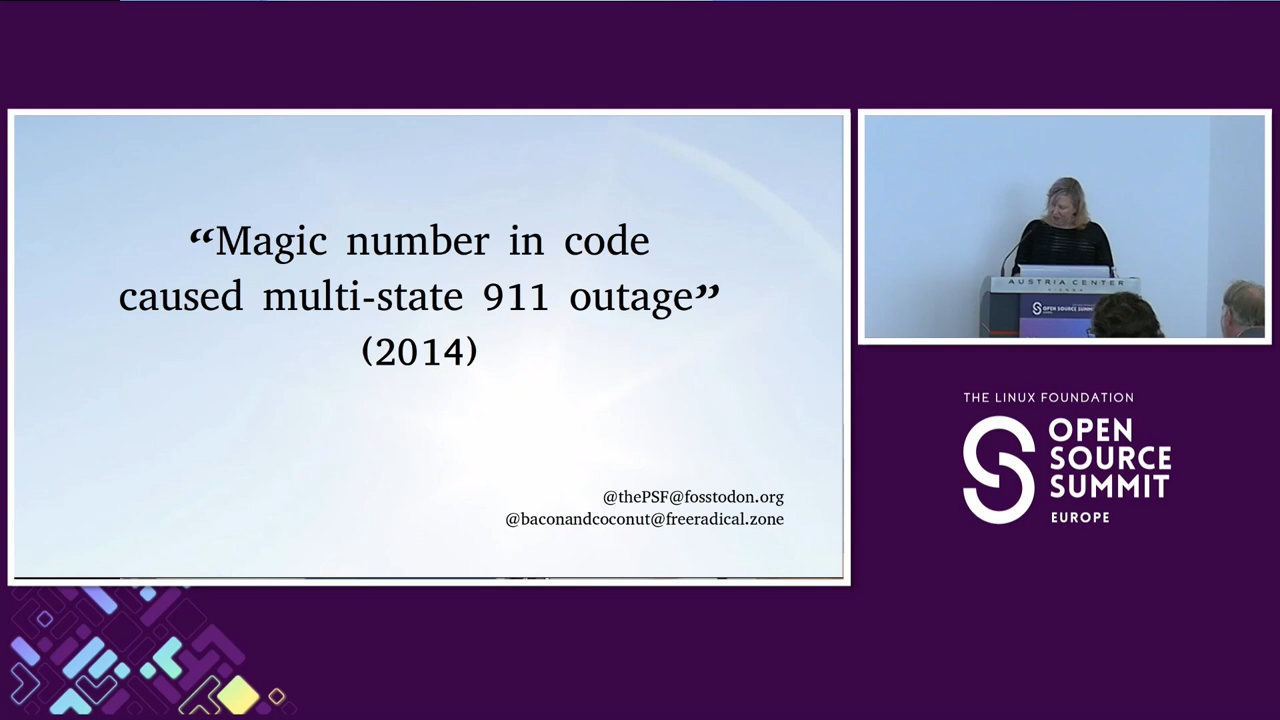 “Magic number in code
caused multi-state 911 outage”
(2014)
@thePSF@fosstodon.org
@baconandcoconut@freeradical.zone
AUSTRIA CENTER
OPEN SOURCE SUMMIT
THE LINUX FOUNDATION
OPEN
SOURCE
SUMMIT
EUROPE